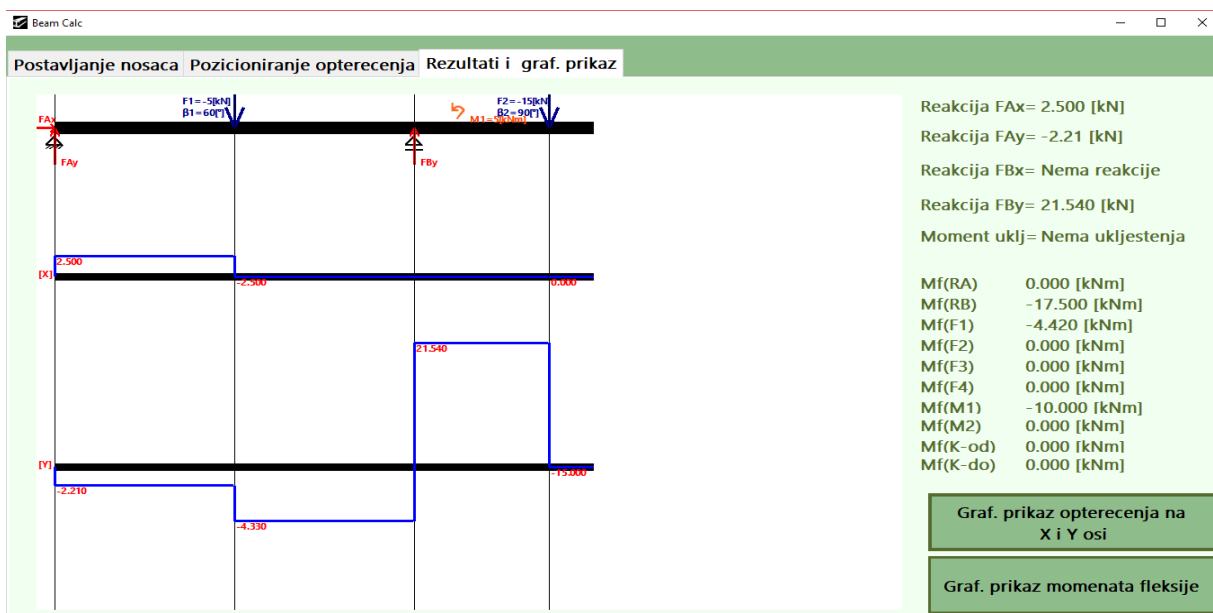 Beam Calc
Postavljanje nosaca Pozicioniranje opterecenja Rezultati i graf. prikaz
F1=-5[kN]
β1=60[°]
F2=-15[kN
β2=90[°]
M1=5[kNm]
FAx
FAy
FBy
2.500
[X]
-2.500
0.000
21.540
[Y]
-15.000
-2.210
-4.330
Reakcija FAx= 2.500 [kN]
Reakcija FAy= -2.21 [kN]
Reakcija FBx= Nema reakcije
Reakcija FBy= 21.540 [kN]
Moment uklj= Nema ukljestenja
Mf(RA) 0.000 [kNm]
Mf(RB) -17.500 [kNm]
Mf(F1) -4.420 [kNm]
Mf(F2) 0.000 [kNm]
Mf(F3) 0.000 [kNm]
Mf(F4) 0.000 [kNm]
Mf(M1) -10.000 [kNm]
Mf(M2) 0.000 [kNm]
Mf(K-od) 0.000 [kNm]
Mf(K-do) 0.000 [kNm]
Graf. prikaz opterecenja na
X i Y osi
Graf. prikaz momenata fleksije